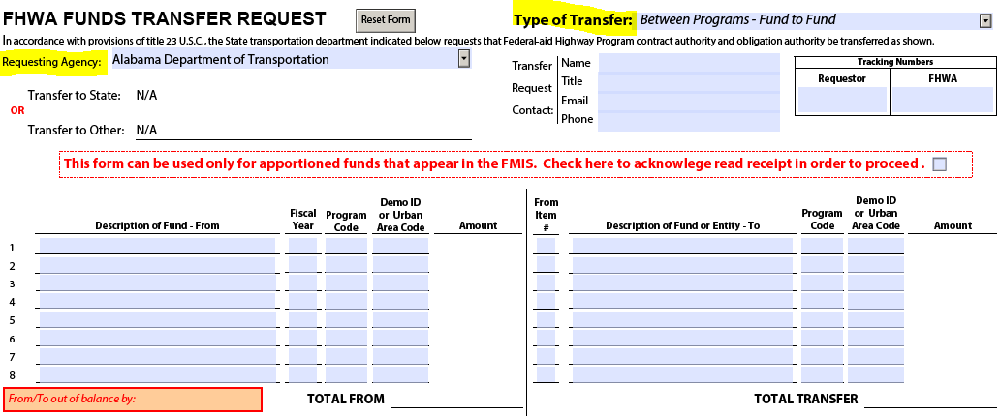 FHWA FUNDS TRANSFER REQUEST
Reset Form
Type of Transfer: Between Programs - Fund to Fund
In accordance with provisions of title 23 U.S.C., the State transportation department indicated below requests that Federal-aid Highway Program contract authority and obligation authority be transferred as shown.
Requesting Agency: Alabama Department of Transportation
Transfer to State: N/A
OR
Transfer to Other: N/A
Transfer Request Contact:
Name
Title
Email
Phone
Tracking Numbers
Requestor FHWA
This form can be used only for apportioned funds that appear in the FMIS. Check here to acknowlege read receipt in order to proceed .
Description of Fund - From
Fiscal Year
Program Code
Demo ID or Urban Area Code
Amount
From Item #
Description of Fund or Entity - To
Program Code
Demo ID or Urban Area Code
Amount
1
2
3
4
5
6
7
8
From/To out of balance by:
TOTAL FROM
TOTAL TRANSFER